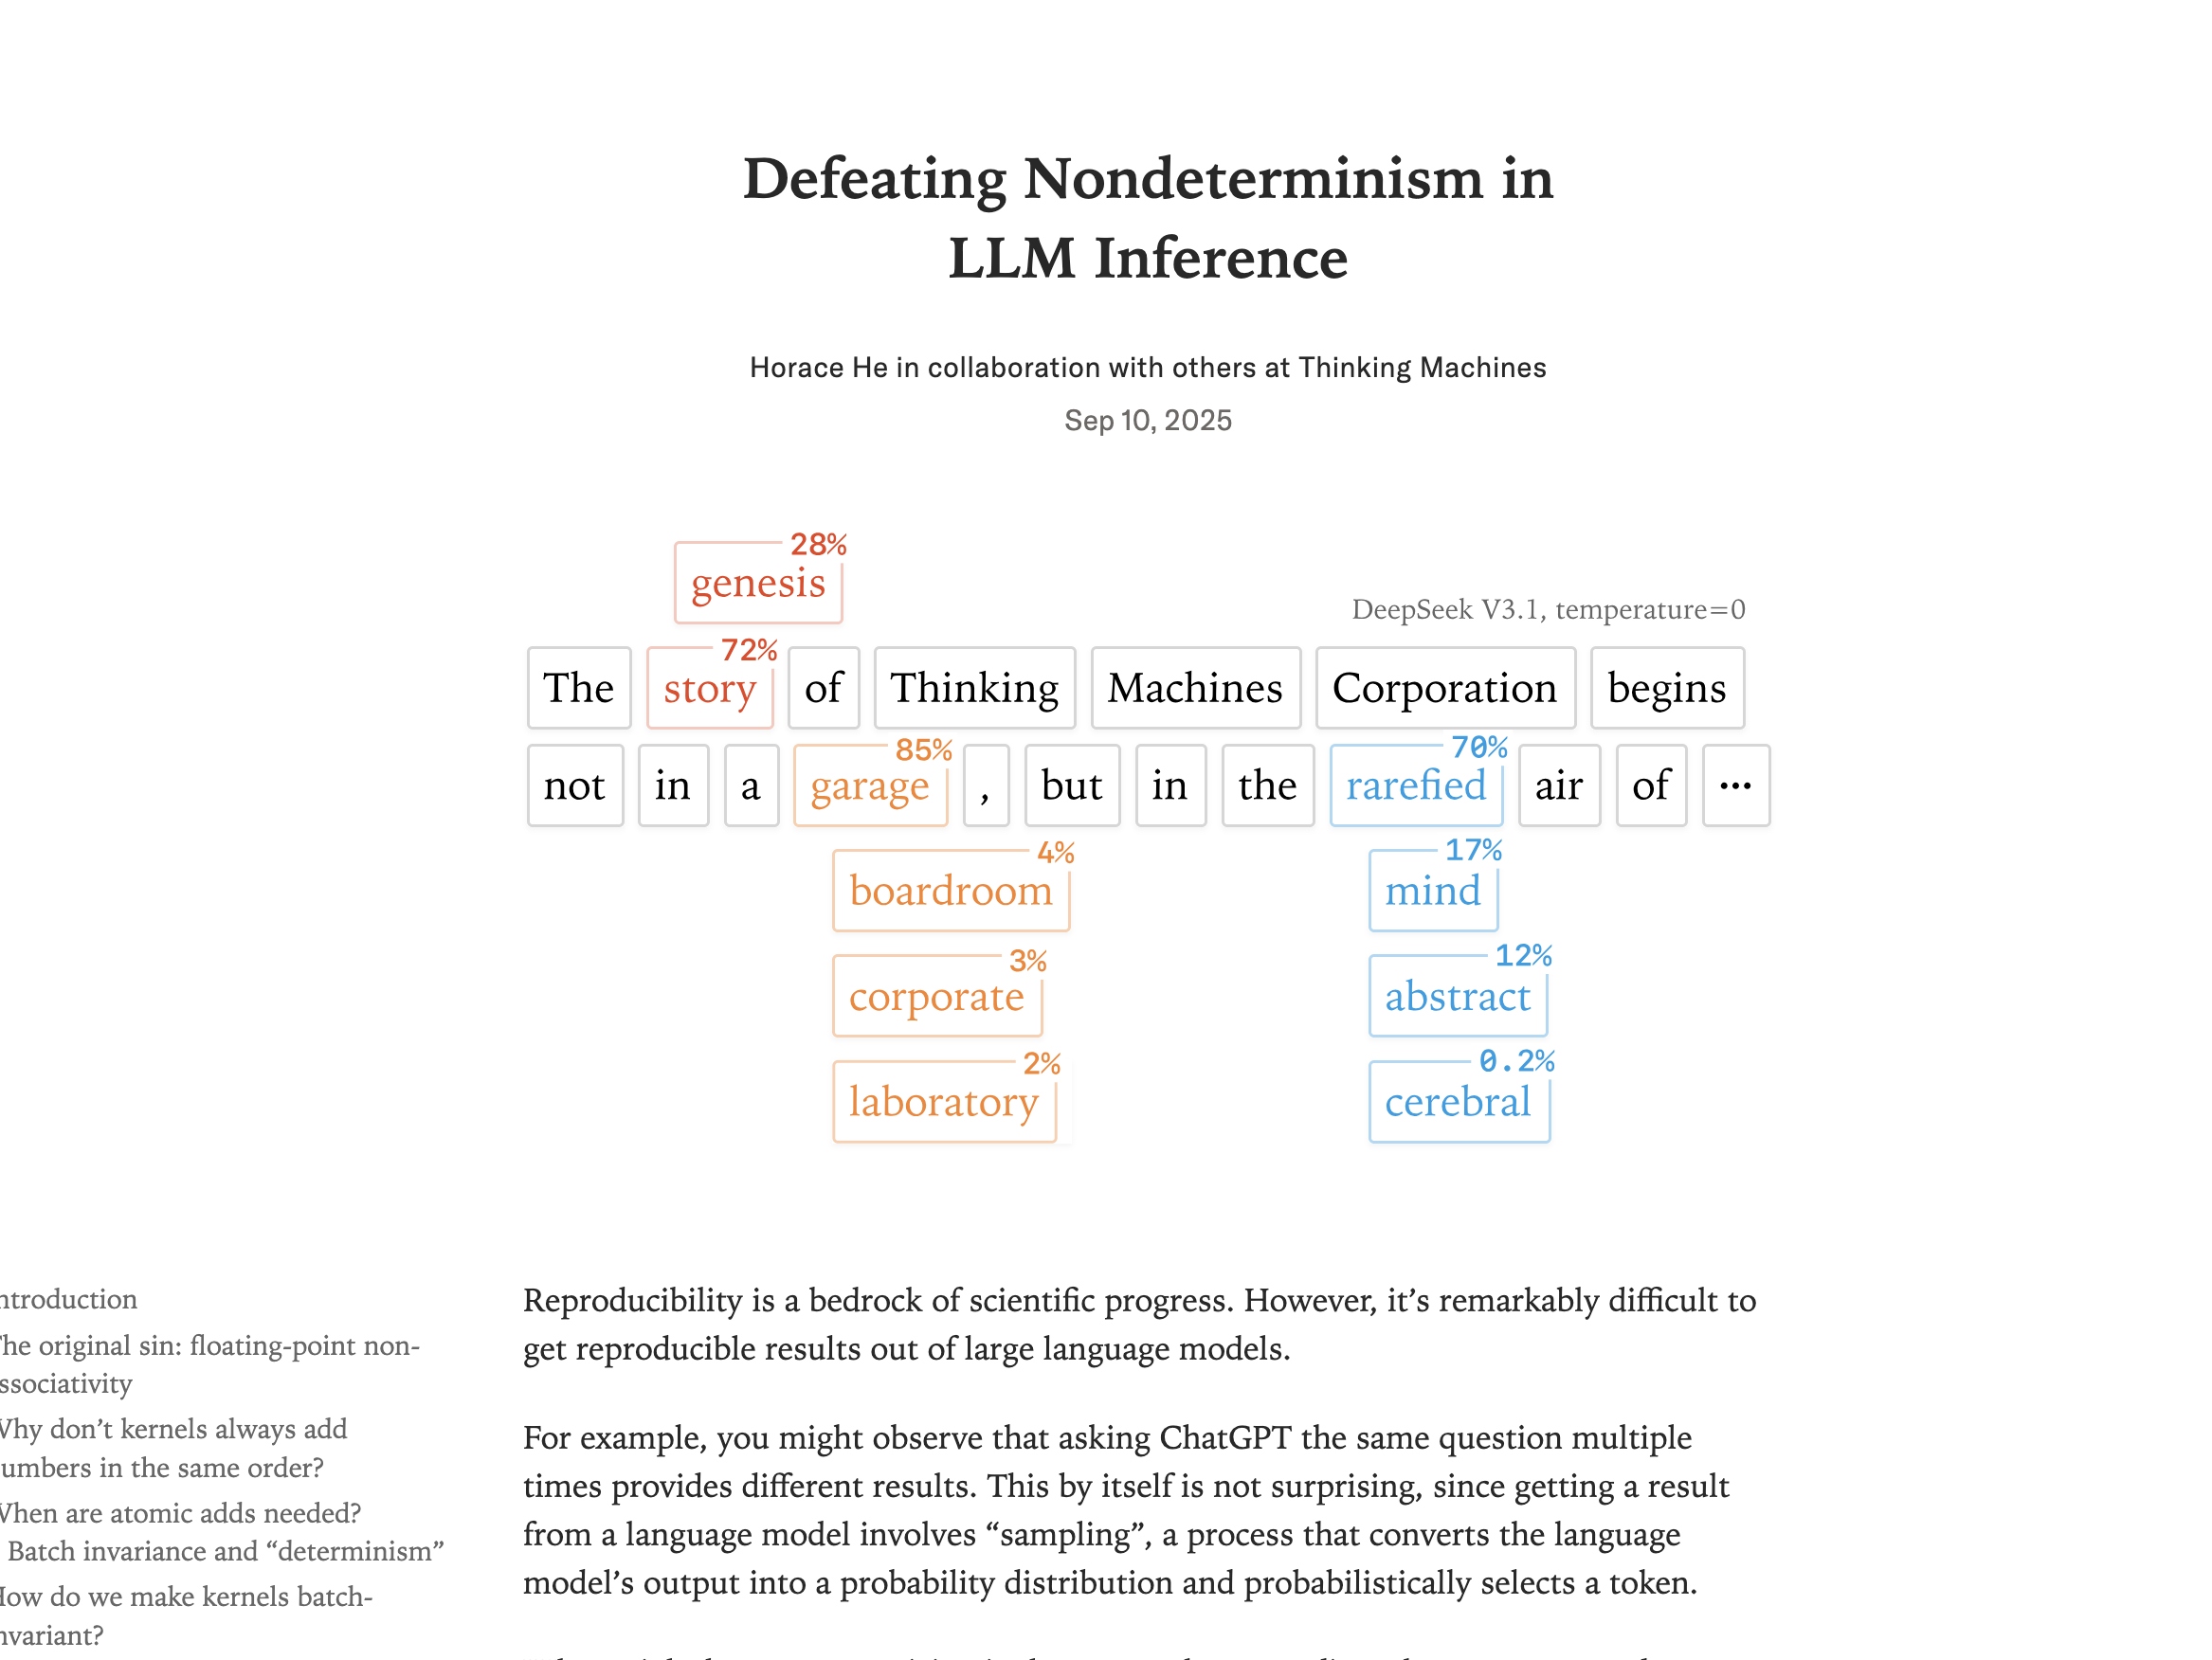 Defeating Nondeterminism in
LLM Inference
Horace He in collaboration with others at Thinking Machines
Sep 10, 2025
28%
genesis
DeepSeek V3.1, temperature=0
72%
The story of Thinking Machines Corporation begins
85% 70%
not in a garage , but in the rarefied air of ···
4% 17%
boardroom mind
3% 12%
corporate abstract
2% 0.2%
laboratory cerebral
ntroduction
he original sin: floating-point non-
ssociativity
Why don’t kernels always add
umbers in the same order?
When are atomic adds needed?
Batch invariance and “determinism”
How do we make kernels batch-
nvariant?
Reproducibility is a bedrock of scientific progress. However, it’s remarkably difficult to
get reproducible results out of large language models.
For example, you might observe that asking ChatGPT the same question multiple
times provides different results. This by itself is not surprising, since getting a result
from a language model involves “sampling”, a process that converts the language
model’s output into a probability distribution and probabilistically selects a token.